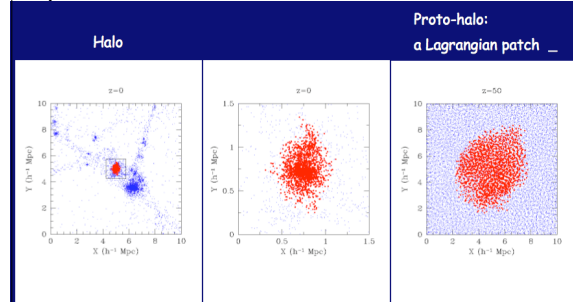 Halo
Proto-halo:
a Lagrangian patch _
z=0
10
8
6
4
2
0
0 2 4 6 8 10
Y (h⁻¹ Mpc)
X (h⁻¹ Mpc)
z=0
1.5
1
0.5
0
0 0.5 1 1.5
Y (h⁻¹ Mpc)
X (h⁻¹ Mpc)
z=50
10
8
6
4
2
0
0 2 4 6 8 10
Y (h⁻¹ Mpc)
X (h⁻¹ Mpc)